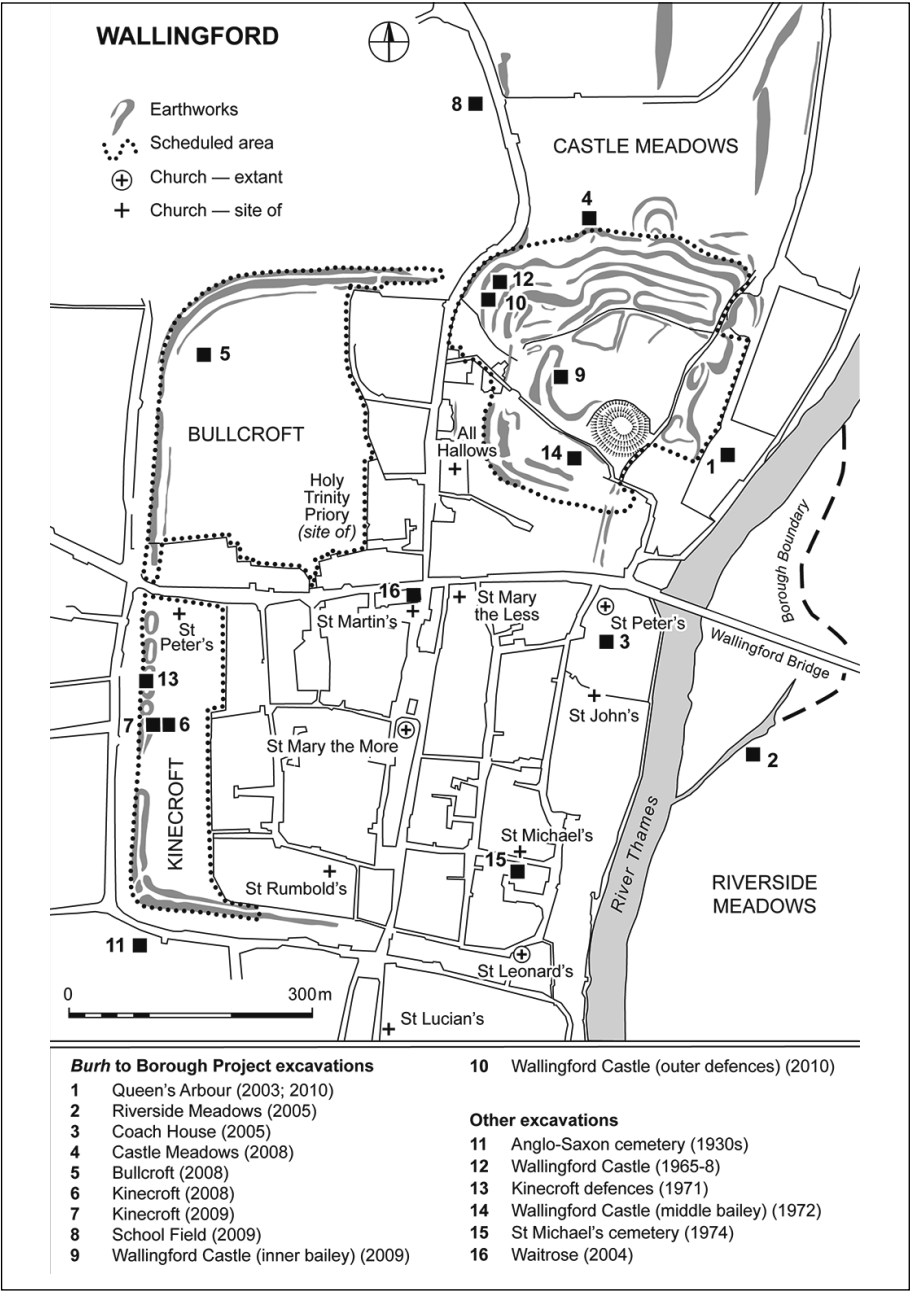 WALLINGFORD
Earthworks
Scheduled area
Church — extant
Church — site of
8
CASTLE MEADOWS
4
12
10
5
9
BULLCROFT
All
Hallows
14
1
Holy
Trinity
Priory
(site of)
Borough Boundary
16
St Martin's
St Mary
the Less
St Peter's
3
St
Peter's
Wallingford Bridge
13
St John's
7
6
St Mary the More
2
KINECROFT
St Michael's
15
St Rumbold's
River Thames
RIVERSIDE
MEADOWS
11
St Leonard's
0
300m
St Lucian's
Burh to Borough Project excavations
1 Queen's Arbour (2003; 2010)
2 Riverside Meadows (2005)
3 Coach House (2005)
4 Castle Meadows (2008)
5 Bullcroft (2008)
6 Kinecroft (2008)
7 Kinecroft (2009)
8 School Field (2009)
9 Wallingford Castle (inner bailey) (2009)
10 Wallingford Castle (outer defences) (2010)
Other excavations
11 Anglo-Saxon cemetery (1930s)
12 Wallingford Castle (1965-8)
13 Kinecroft defences (1971)
14 Wallingford Castle (middle bailey) (1972)
15 St Michael's cemetery (1974)
16 Waitrose (2004)